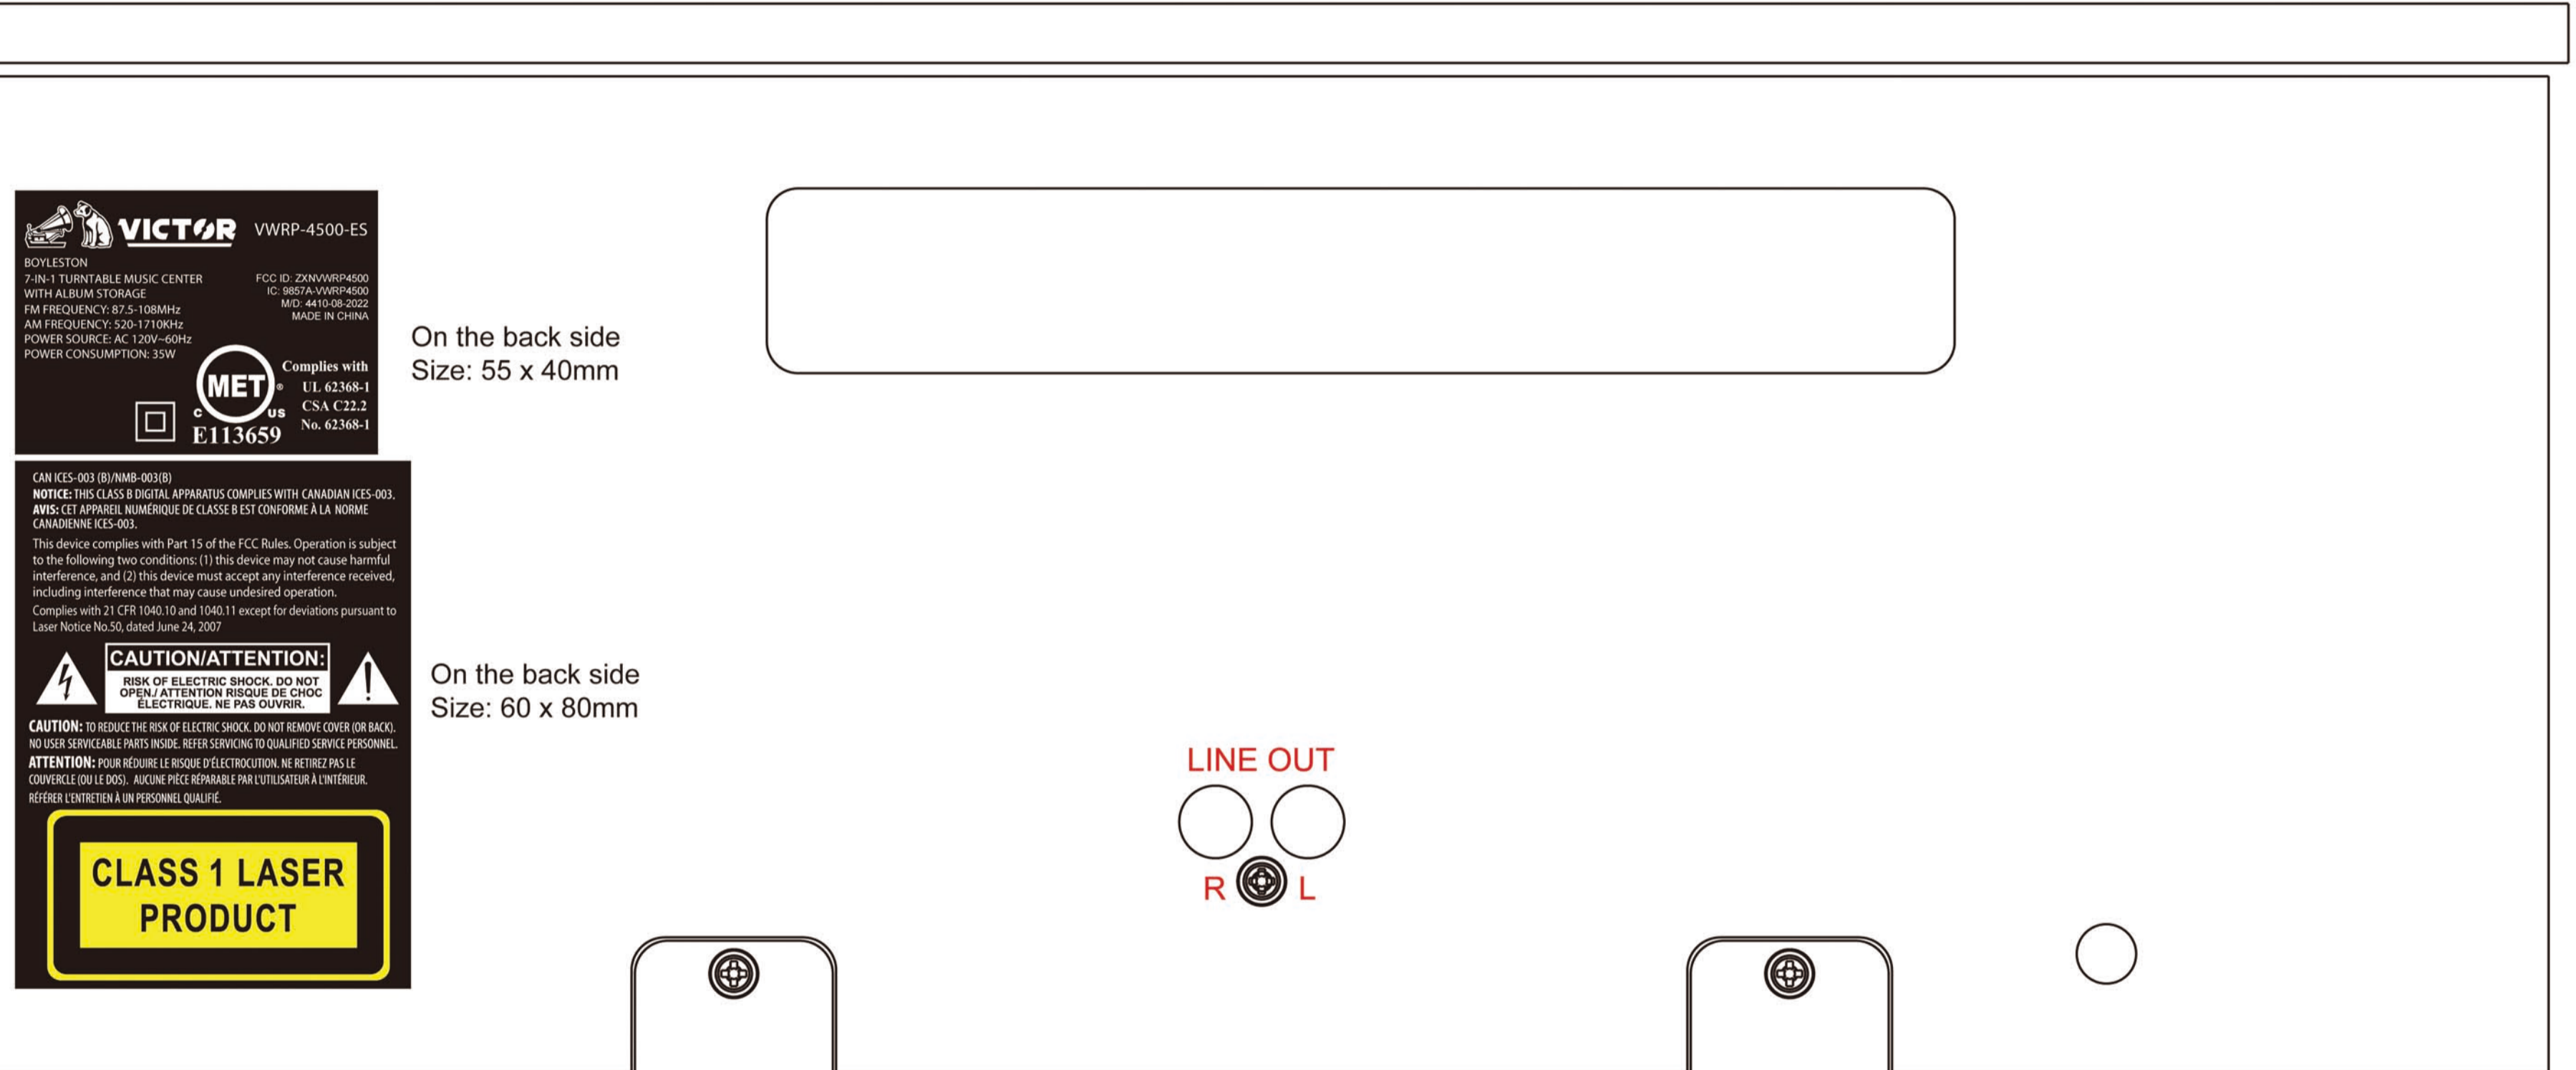 VICTOR VWRP-4500-ES
BOYLESTON
7-IN-1 TURNTABLE MUSIC CENTER
WITH ALBUM STORAGE
FM FREQUENCY: 87.5-108MHz
AM FREQUENCY: 520-1710KHz
POWER SOURCE: AC 120V~60Hz
POWER CONSUMPTION: 35W
FCC ID: ZXNVWRP4500
IC: 9857A-VWRP4500
M/D: 4410-08-2022
MADE IN CHINA
MET ®
C US
E113659
Complies with
UL 62368-1
CSA C22.2
No. 62368-1
On the back side
Size: 55 x 40mm
CAN ICES-003 (B)/NMB-003(B)
NOTICE: THIS CLASS B DIGITAL APPARATUS COMPLIES WITH CANADIAN ICES-003.
AVIS: CET APPAREIL NUMÉRIQUE DE CLASSE B EST CONFORME À LA NORME
CANADIENNE ICES-003.
This device complies with Part 15 of the FCC Rules. Operation is subject
to the following two conditions: (1) this device may not cause harmful
interference, and (2) this device must accept any interference received,
including interference that may cause undesired operation.
Complies with 21 CFR 1040.10 and 1040.11 except for deviations pursuant to
Laser Notice No.50, dated June 24, 2007
CAUTION/ATTENTION:
RISK OF ELECTRIC SHOCK. DO NOT
OPEN./ ATTENTION RISQUE DE CHOC
ÉLECTRIQUE. NE PAS OUVRIR.
CAUTION: TO REDUCE THE RISK OF ELECTRIC SHOCK. DO NOT REMOVE COVER (OR BACK).
NO USER SERVICEABLE PARTS INSIDE. REFER SERVICING TO QUALIFIED SERVICE PERSONNEL.
ATTENTION: POUR RÉDUIRE LE RISQUE D'ÉLECTROCUTION. NE RETIREZ PAS LE
COUVERCLE (OU LE DOS). AUCUNE PIÈCE RÉPARABLE PAR L'UTILISATEUR À L'INTÉRIEUR.
RÉFÉRER L'ENTRETIEN À UN PERSONNEL QUALIFIÉ.
CLASS 1 LASER
PRODUCT
On the back side
Size: 60 x 80mm
LINE OUT
R L